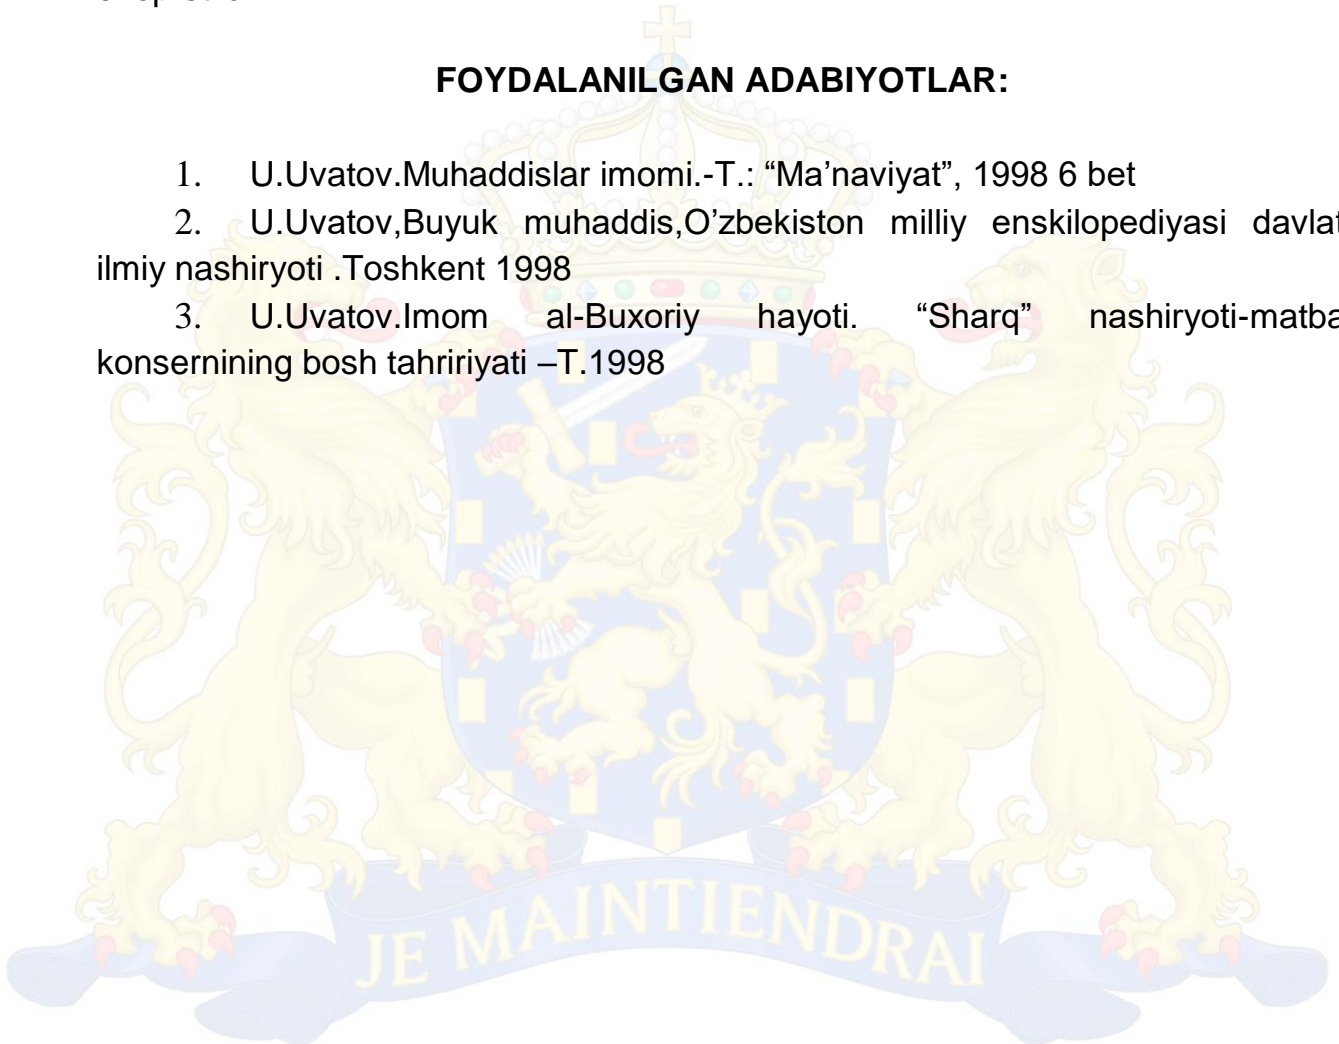 FOYDALANILGAN ADABIYOTLAR:
1. U.Uvatov.Muhaddislar imomi.-T.: “Ma’naviyat”, 1998 6 bet
2. U.Uvatov,Buyuk muhaddis,O’zbekiston milliy enskilopediyasi davlat
ilmiy nashiryoti .Toshkent 1998
3. U.Uvatov.Imom al-Buxoriy hayoti. “Sharq” nashiryoti-matba
konsernining bosh tahririyati –T.1998
JE MAINTIENDRAI